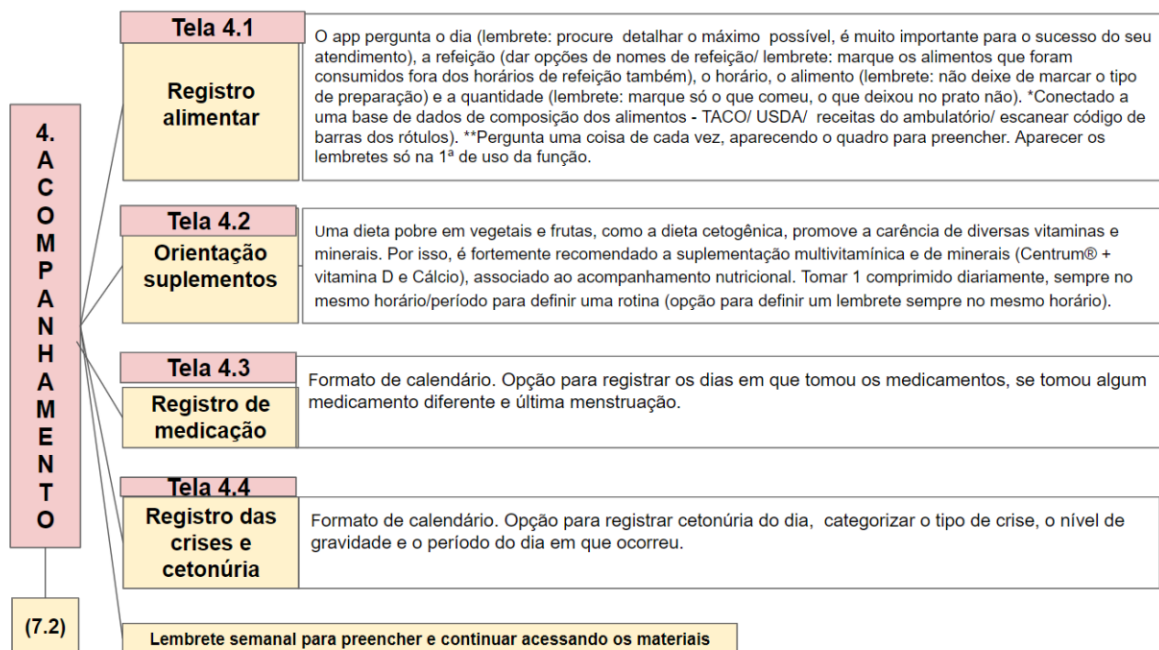 4.
A
C
O
M
P
A
N
H
A
M
E
N
T
O
(7.2)
Tela 4.1
Registro
alimentar
O app pergunta o dia (lembrete: procure detalhar o máximo possível, é muito importante para o sucesso do seu
atendimento), a refeição (dar opções de nomes de refeição/ lembrete: marque os alimentos que foram
consumidos fora dos horários de refeição também), o horário, o alimento (lembrete: não deixe de marcar o tipo
de preparação) e a quantidade (lembrete: marque só o que comeu, o que deixou no prato não). *Conectado a
uma base de dados de composição dos alimentos - TACO/ USDA/ receitas do ambulatório/ escanear código de
barras dos rótulos). **Pergunta uma coisa de cada vez, aparecendo o quadro para preencher. Aparecer os
lembretes só na 1ª de uso da função.
Tela 4.2
Orientação
suplementos
Uma dieta pobre em vegetais e frutas, como a dieta cetogênica, promove a carência de diversas vitaminas e
minerais. Por isso, é fortemente recomendado a suplementação multivitamínica e de minerais (Centrum® +
vitamina D e Cálcio), associado ao acompanhamento nutricional. Tomar 1 comprimido diariamente, sempre no
mesmo horário/período para definir uma rotina (opção para definir um lembrete sempre no mesmo horário).
Tela 4.3
Registro de
medicação
Formato de calendário. Opção para registrar os dias em que tomou os medicamentos, se tomou algum
medicamento diferente e última menstruação.
Tela 4.4
Registro das
crises e
cetonúria
Formato de calendário. Opção para registrar cetonúria do dia, categorizar o tipo de crise, o nível de
gravidade e o período do dia em que ocorreu.
Lembrete semanal para preencher e continuar acessando os materiais